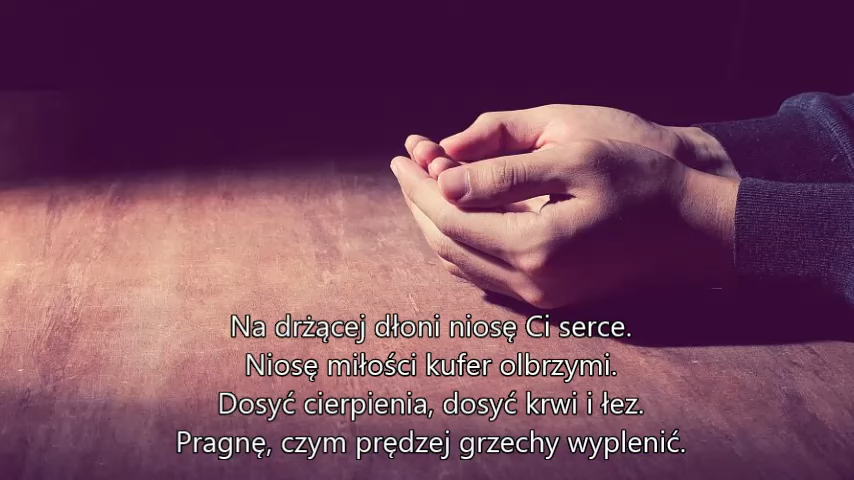 Na drżącej dłoni niosę Ci serce.
Niosę miłości kufer olbrzymi.
Dosyć cierpienia, dosyć krwi i łez.
Pragnę, czym prędzej grzechy wyplenić.